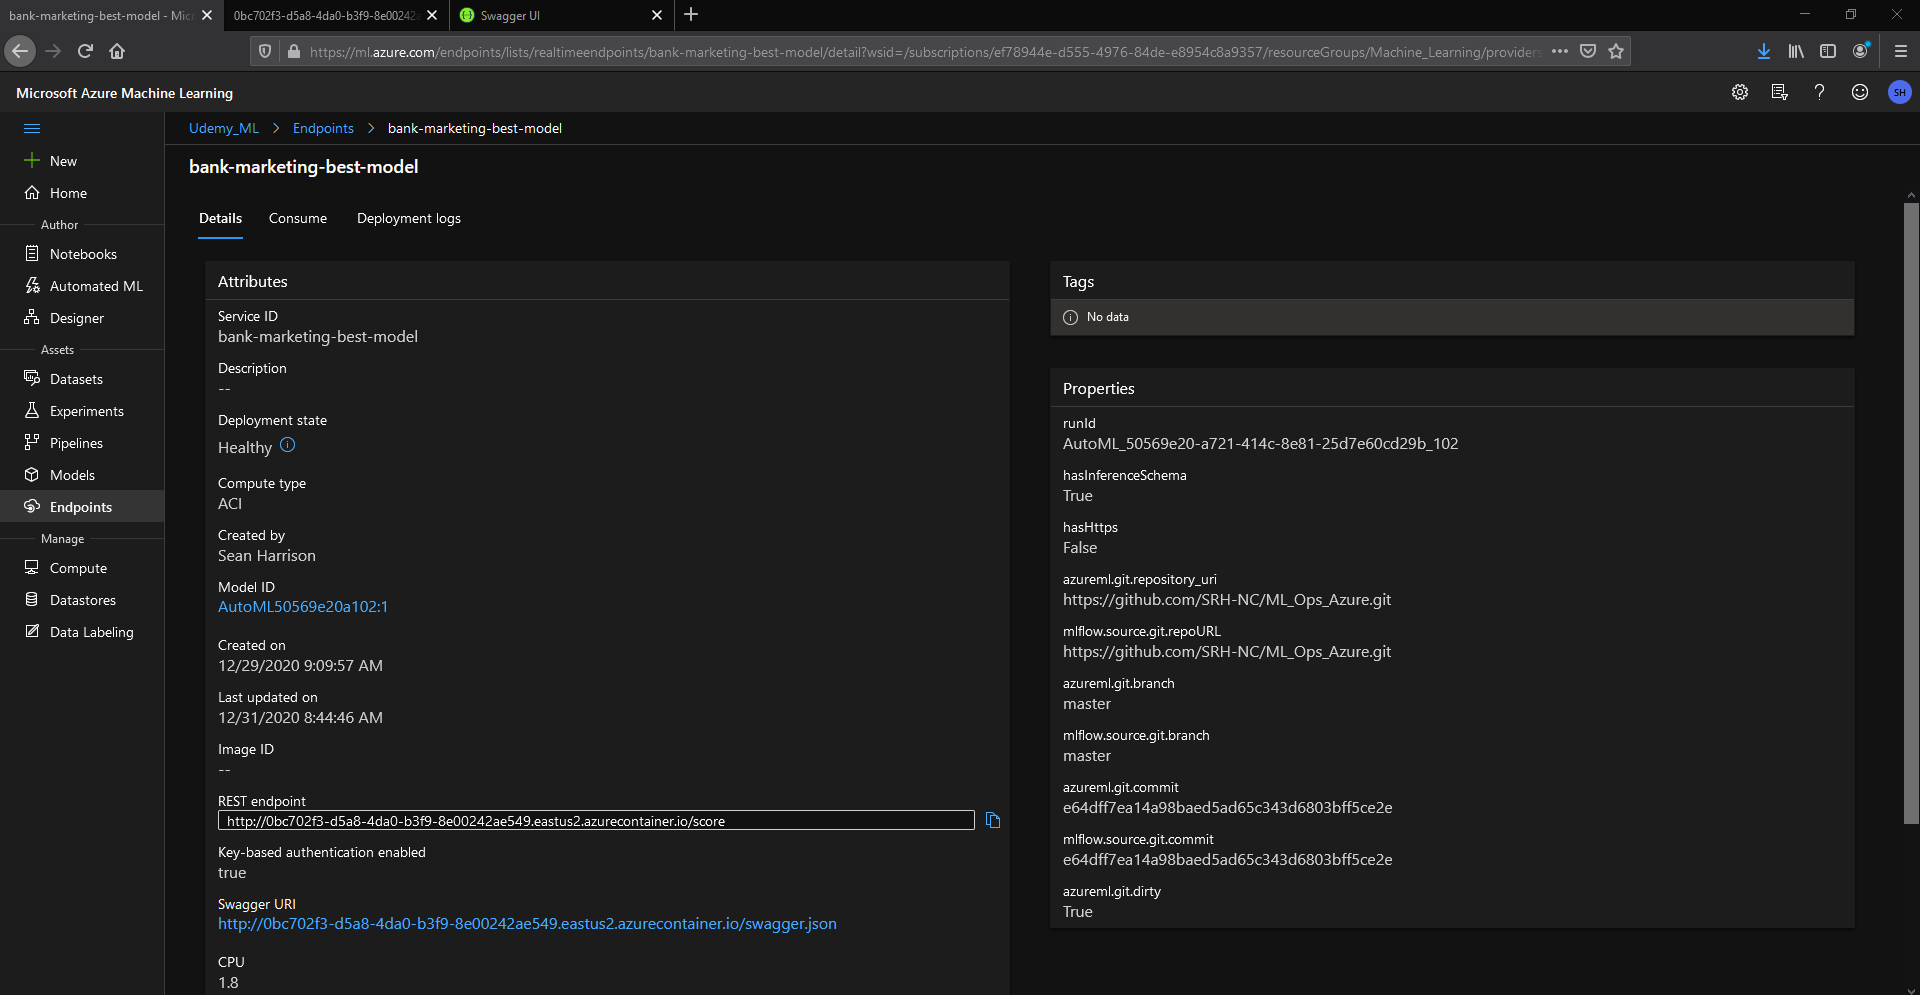 bank-marketing-best-model - Mic
0bc702f3-d5a8-4da0-b3f9-8e00242a
Swagger UI
https://ml.azure.com/endpoints/lists/realtimeendpoints/bank-marketing-best-model/detail?wsid=/subscriptions/ef78944e-d555-4976-84de-e8954c8a9357/resourceGroups/Machine_Learning/providers
Microsoft Azure Machine Learning
SH
Udemy_ML > Endpoints > bank-marketing-best-model
New
Home
Author
Notebooks
Automated ML
Designer
Assets
Datasets
Experiments
Pipelines
Models
Endpoints
Manage
Compute
Datastores
Data Labeling
bank-marketing-best-model
Details Consume Deployment logs
Attributes
Service ID
bank-marketing-best-model
Description
--
Deployment state
Healthy
Compute type
ACI
Created by
Sean Harrison
Model ID
AutoML50569e20a102:1
Created on
12/29/2020 9:09:57 AM
Last updated on
12/31/2020 8:44:46 AM
Image ID
--
REST endpoint
http://0bc702f3-d5a8-4da0-b3f9-8e00242ae549.eastus2.azurecontainer.io/score
Key-based authentication enabled
true
Swagger URI
http://0bc702f3-d5a8-4da0-b3f9-8e00242ae549.eastus2.azurecontainer.io/swagger.json
CPU
1.8
Tags
No data
Properties
runId
AutoML_50569e20-a721-414c-8e81-25d7e60cd29b_102
hasInferenceSchema
True
hasHttps
False
azureml.git.repository_uri
https://github.com/SRH-NC/ML_Ops_Azure.git
mlflow.source.git.repoURL
https://github.com/SRH-NC/ML_Ops_Azure.git
azureml.git.branch
master
mlflow.source.git.branch
master
azureml.git.commit
e64dff7ea14a98baed5ad65c343d6803bff5ce2e
mlflow.source.git.commit
e64dff7ea14a98baed5ad65c343d6803bff5ce2e
azureml.git.dirty
True